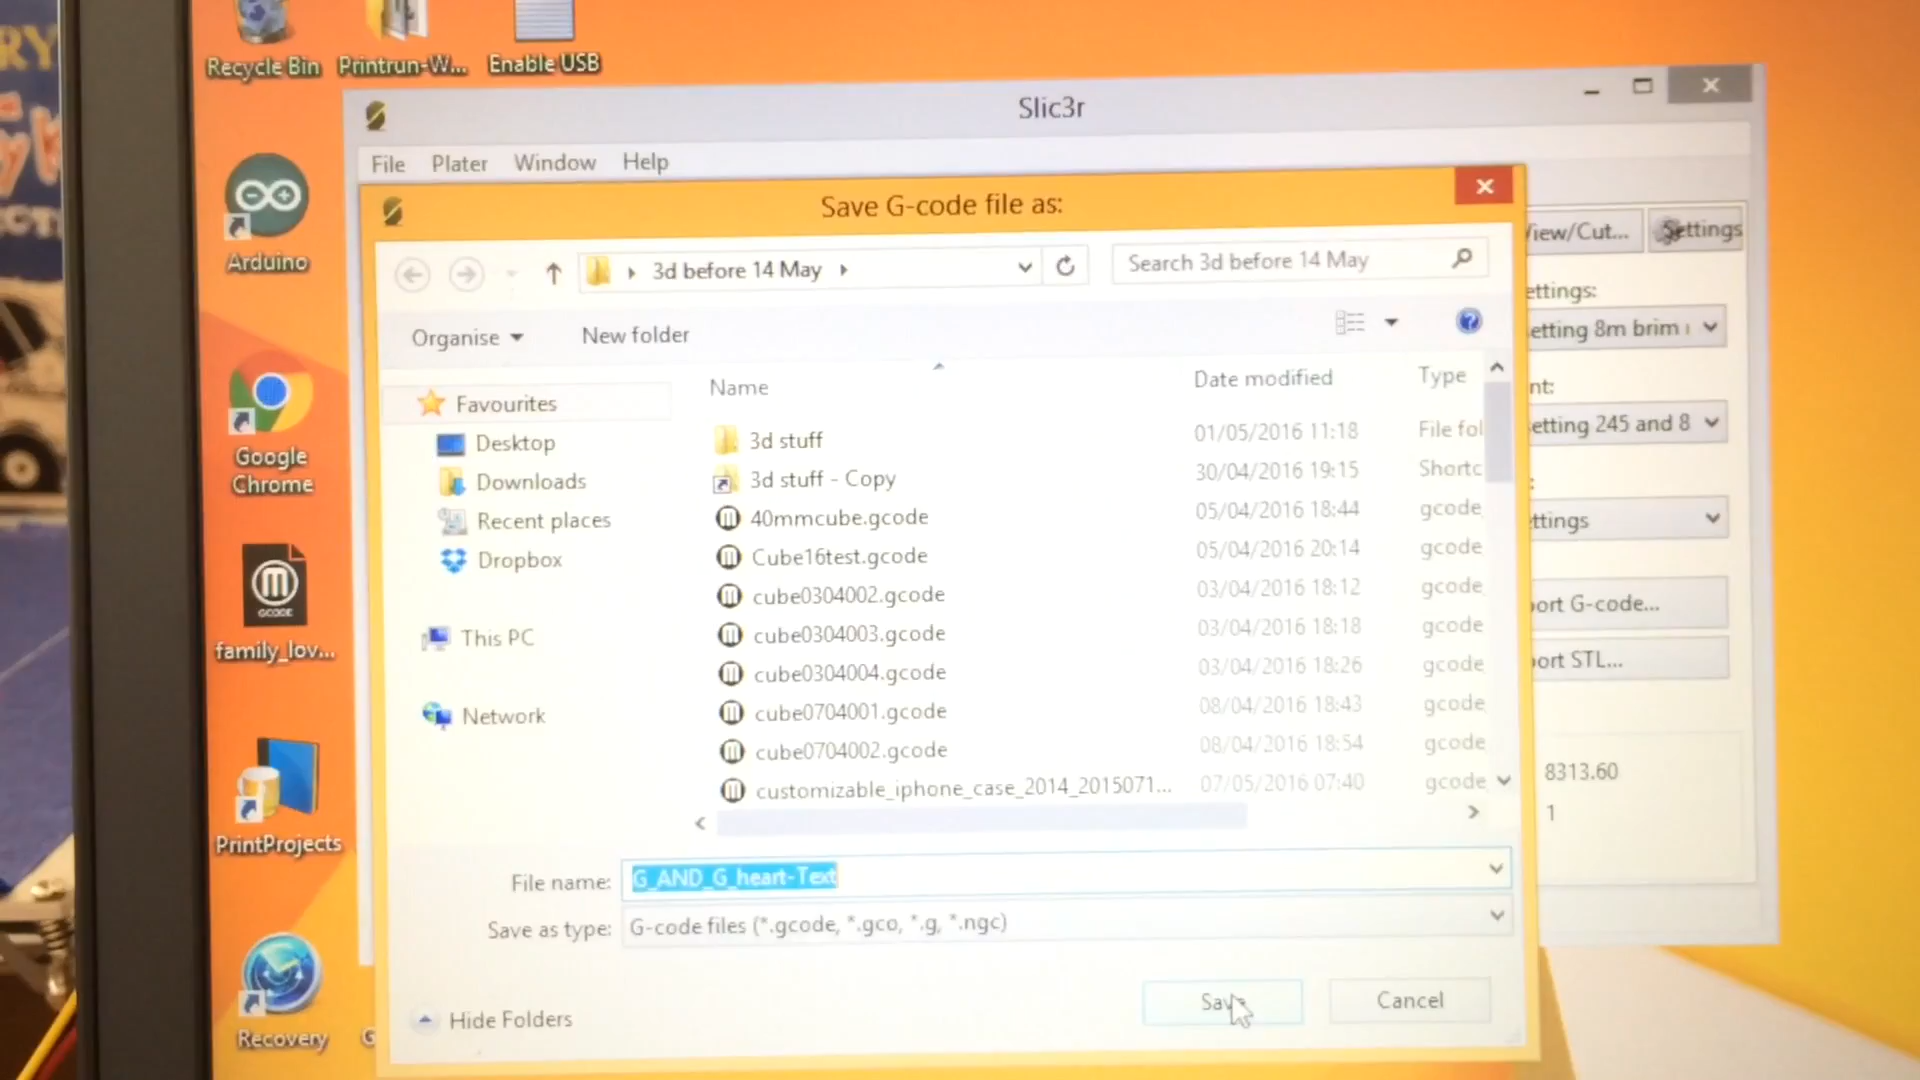 Recycle Bin
Printrun-W...
Enable USB
Slic3r
File Plater Window Help
Save G-code file as:
3d before 14 May
Search 3d before 14 May
View/Cut...
Settings
Arduino
Organise
New folder
ettings:
etting 8m brim
Favourites
Name
Date modified
Type
nt:
Desktop
3d stuff
01/05/2016 11:18
File fol
etting 245 and 8
Downloads
3d stuff - Copy
30/04/2016 19:15
Shortc
Google
Chrome
Recent places
40mmcube.gcode
05/04/2016 18:44
gcode
ttings
Dropbox
Cube16test.gcode
05/04/2016 20:14
gcode
cube0304002.gcode
03/04/2016 18:12
gcode
ort G-code...
GCODE
family_lov...
This PC
cube0304003.gcode
03/04/2016 18:18
gcode
cube0304004.gcode
03/04/2016 18:26
gcode
ort STL...
Network
cube0704001.gcode
08/04/2016 18:43
gcode
cube0704002.gcode
08/04/2016 18:54
gcode
customizable_iphone_case_2014_2015071...
07/05/2016 07:40
gcode
8313.60
1
PrintProjects
File name: G_AND_G_heart-Text
Save as type: G-code files (*.gcode, *.gco, *.g, *.ngc)
Save
Cancel
Hide Folders
Recovery